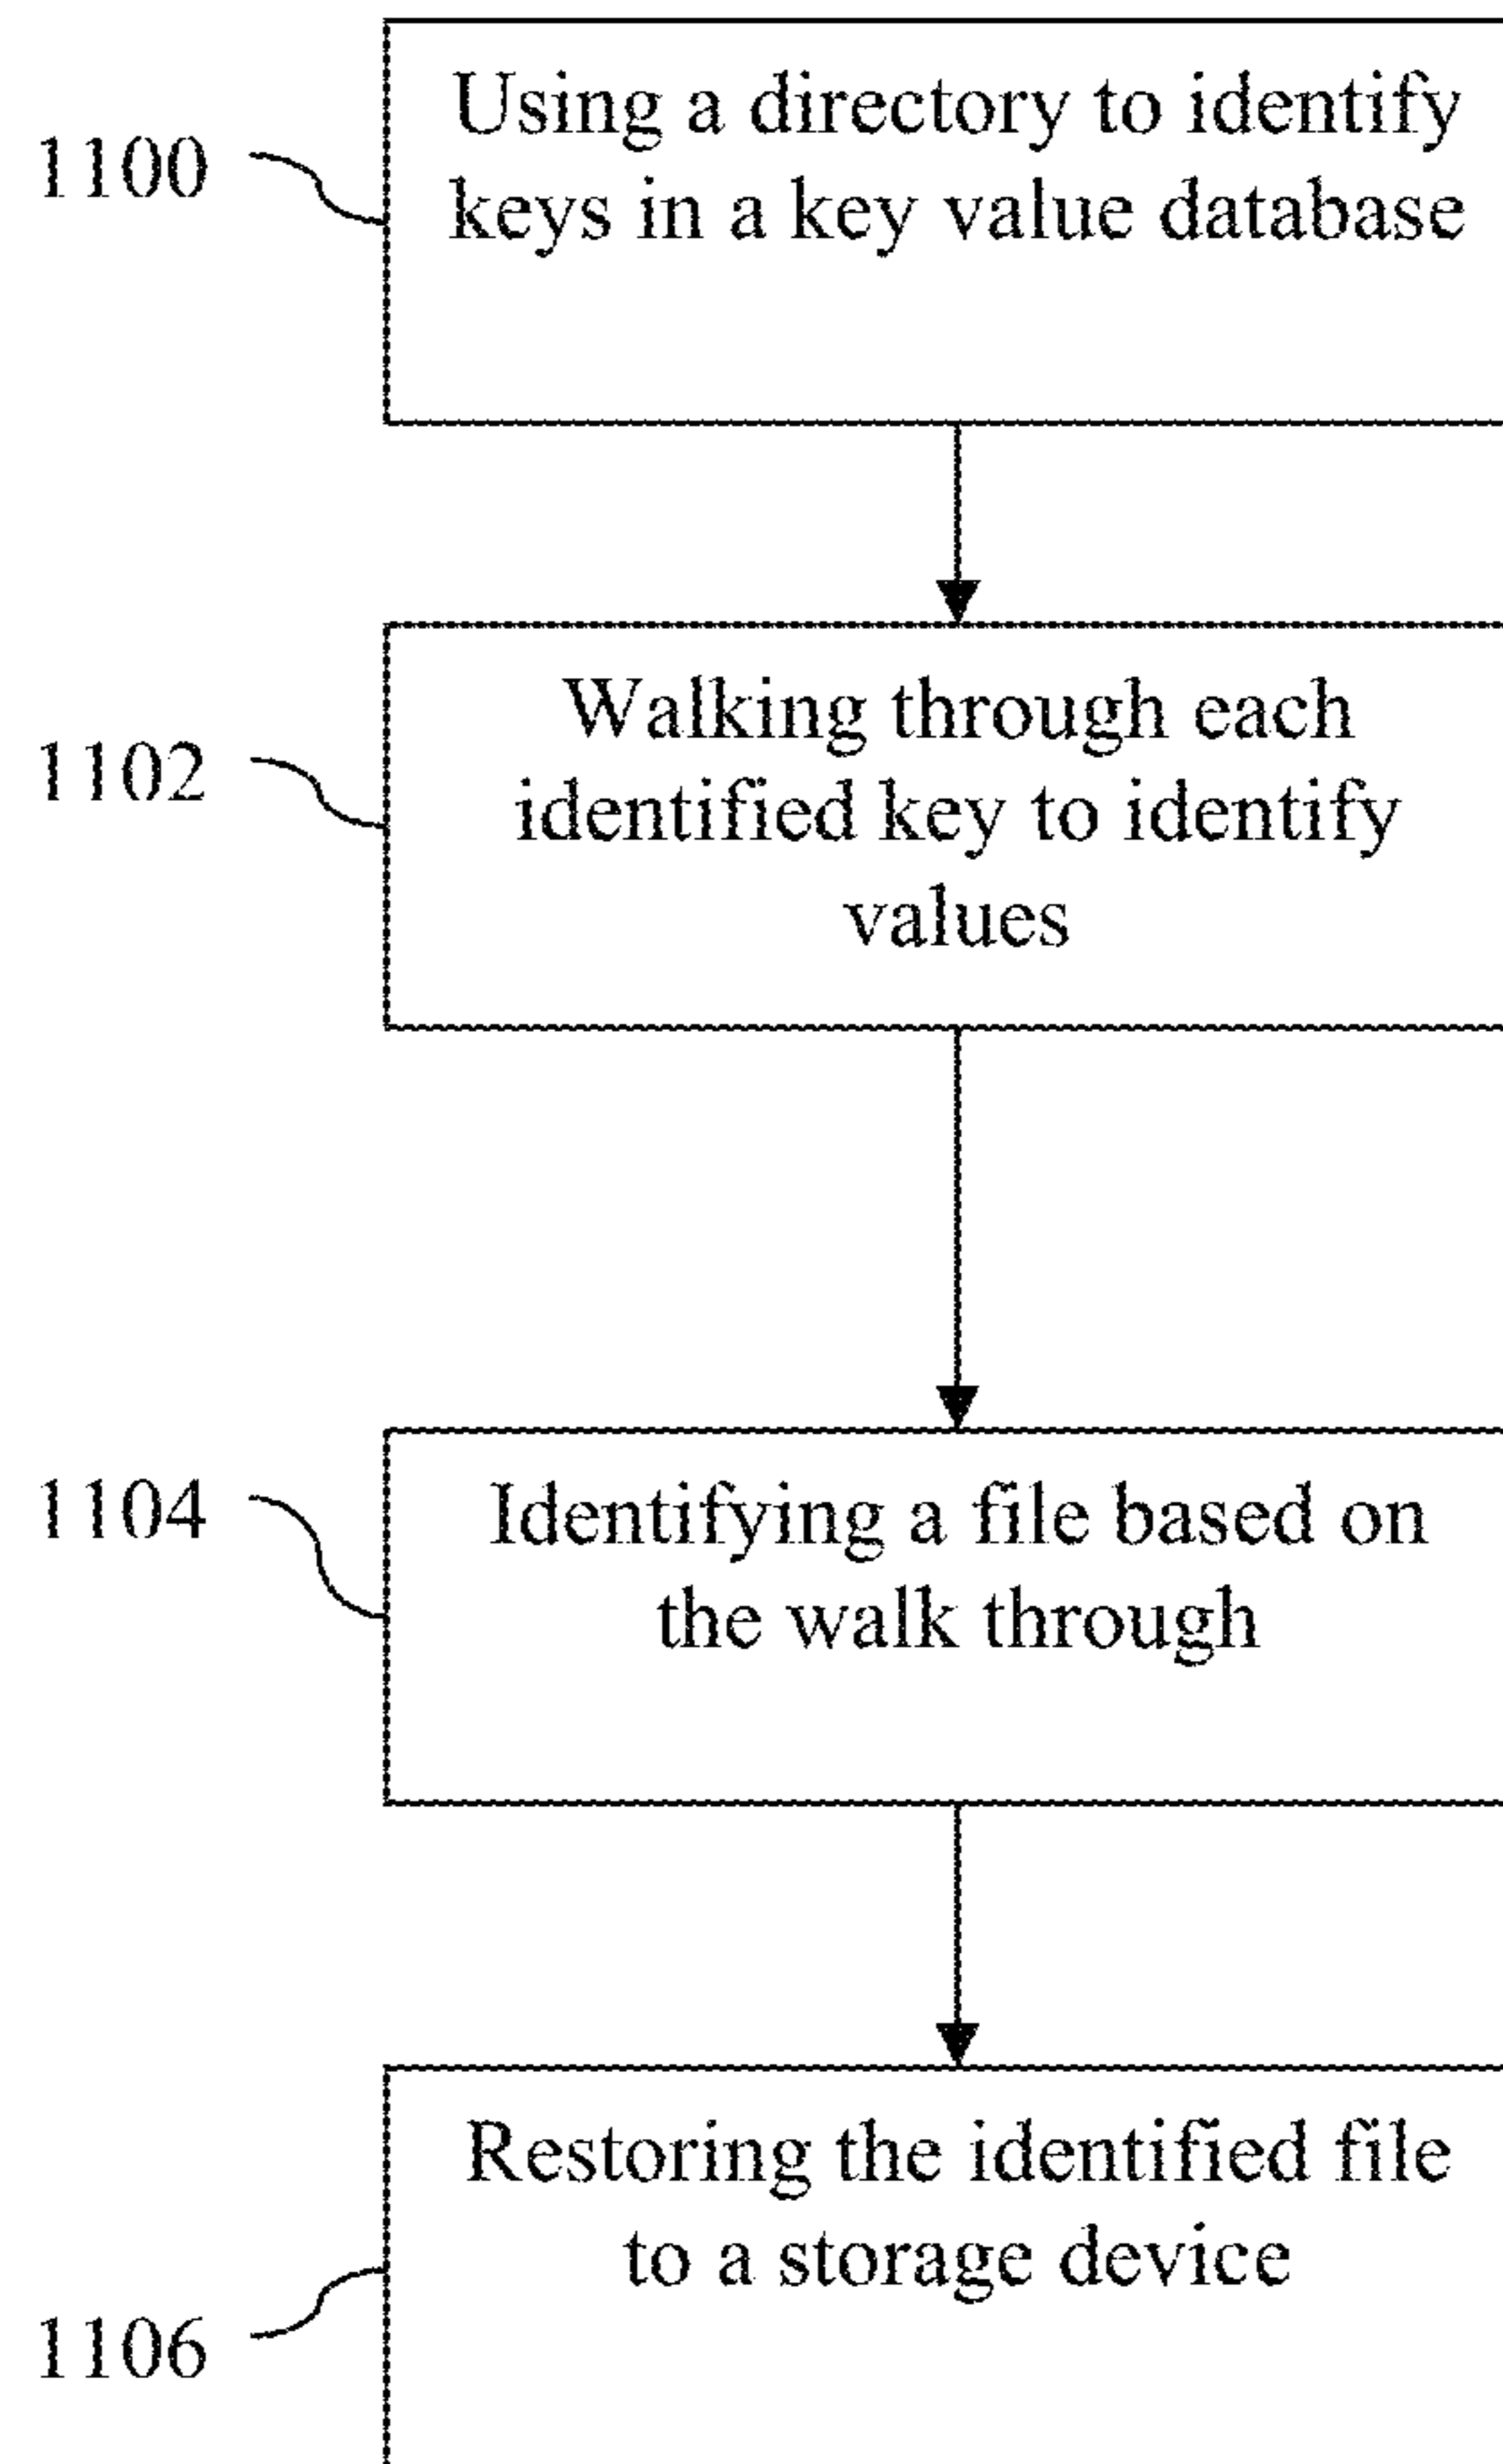 1100
Using a directory to identify
keys in a key value database
1102
Walking through each
identified key to identify
values
1104
Identifying a file based on
the walk through
Restoring the identified file
to a storage device
1106